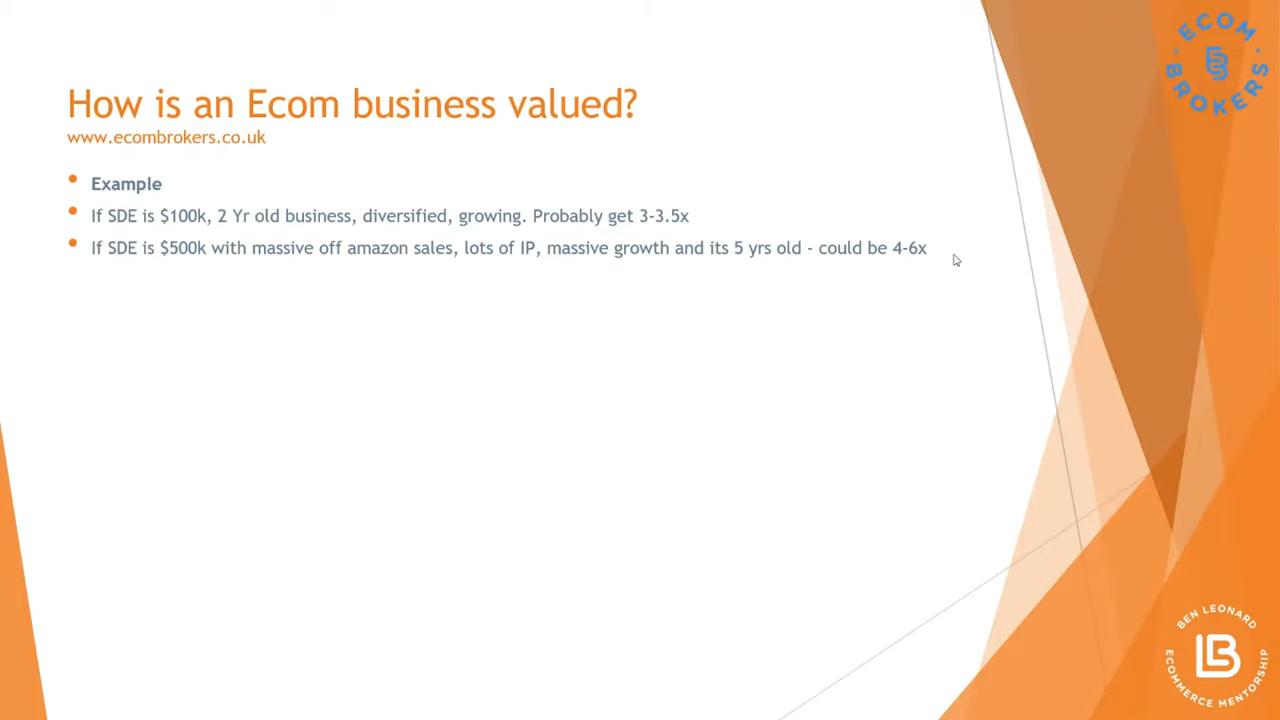 ECOM BROKERS
How is an Ecom business valued?
www.ecombrokers.co.uk
Example
If SDE is $100k, 2 Yr old business, diversified, growing. Probably get 3-3.5x
If SDE is $500k with massive off amazon sales, lots of IP, massive growth and its 5 yrs old - could be 4-6x
BEN LEONARD
LB
ECOMMERCE MENTORSHIP